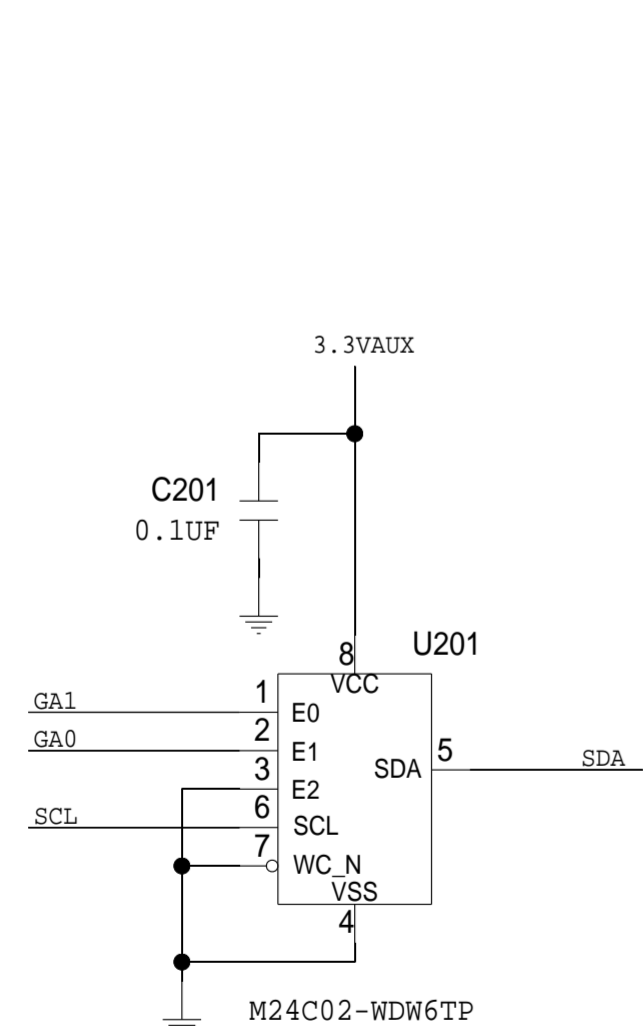 3.3VAUX
C201
0.1UF
U201
8
VCC
GA1
1
E0
GA0
2
E1
3
E2
SCL
6
SCL
7
WC_N
SDA
5
SDA
VSS
4
M24C02-WDW6TP